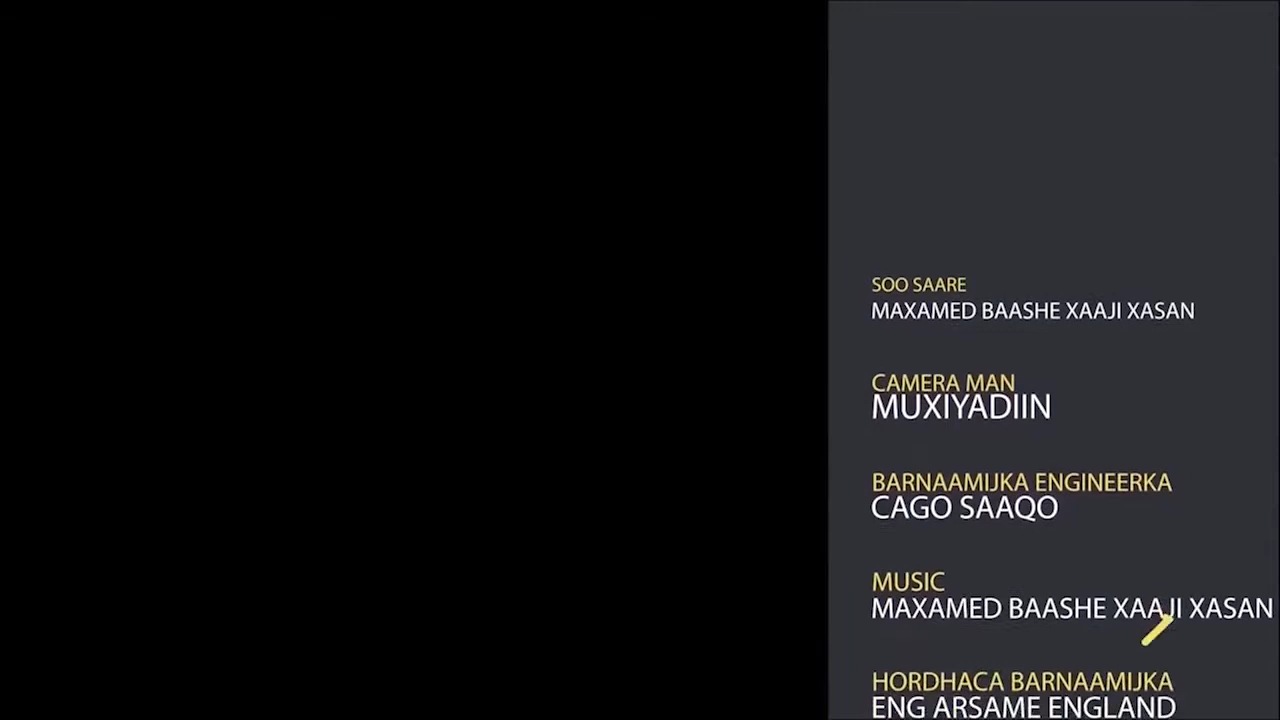 SOO SAARE
MAXAMED BAASHE XAAJI XASAN
CAMERA MAN
MUXIYADIIN
BARNAAMIJKA ENGINEERKA
CAGO SAAQO
MUSIC
MAXAMED BAASHE XAAJI XASAN
HORDHACA BARNAAMIJKA
ENG ARSAME ENGLAND